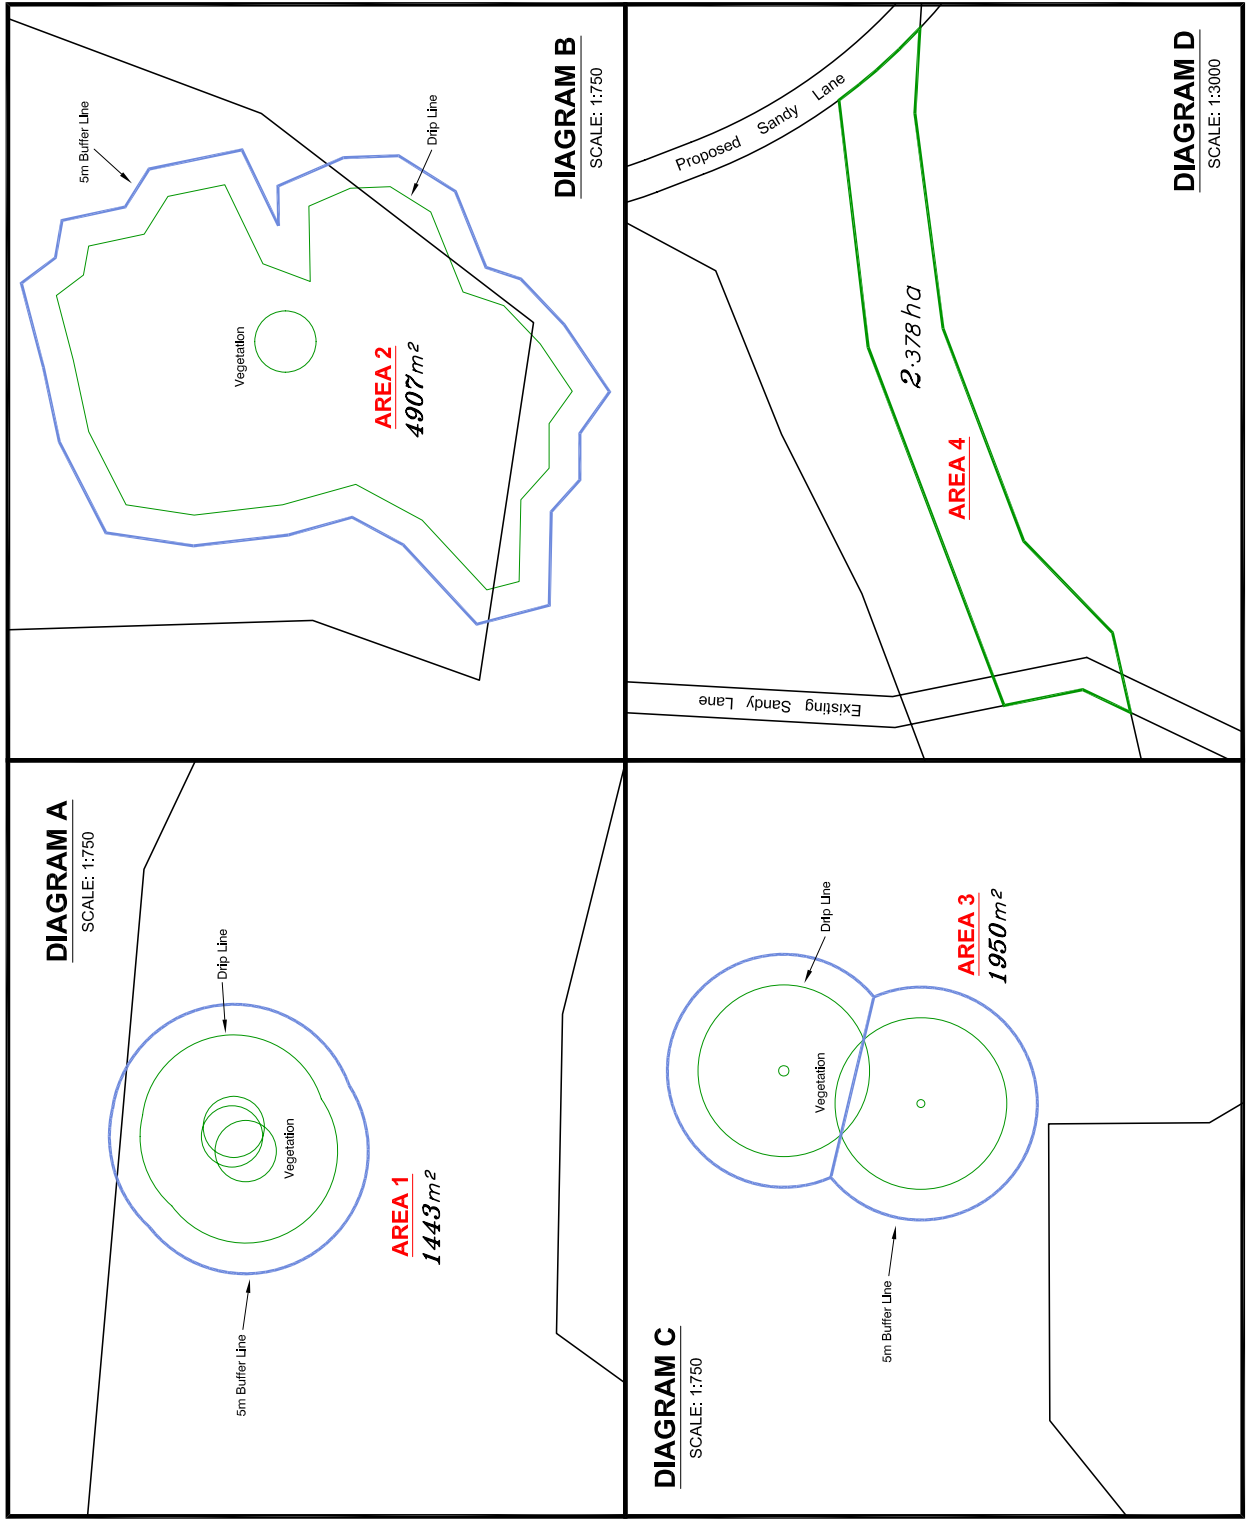 DIAGRAM A
SCALE: 1:750
Drip Line
Vegetation
5m Buffer Line
AREA 1
1443m²
DIAGRAM B
SCALE: 1:750
5m Buffer Line
Drip Line
Vegetation
AREA 2
4907m²
DIAGRAM C
SCALE: 1:750
Drip Line
Vegetation
5m Buffer Line
AREA 3
1950m²
DIAGRAM D
SCALE: 1:3000
Proposed Sandy Lane
2·378ha
AREA 4
Existing Sandy Lane